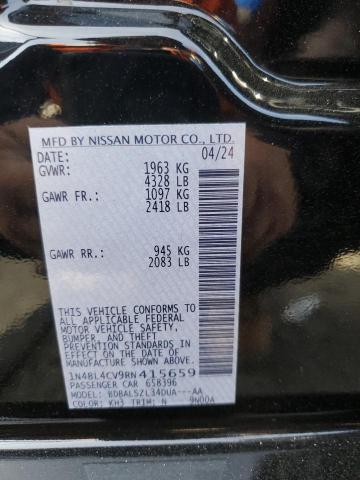 MFD BY NISSAN MOTOR CO., LTD.
DATE: 04/24
GVWR: 1963 KG
4328 LB
GAWR FR.: 1097 KG
2418 LB
GAWR RR.: 945 KG
2083 LB
THIS VEHICLE CONFORMS TO
ALL APPLICABLE FEDERAL
MOTOR VEHICLE SAFETY,
BUMPER, AND THEFT
PREVENTION STANDARDS
IN EFFECT ON THE DATE OF
MANUFACTURE SHOWN ABOVE.
1N4BL4CV9RN415659
PASSENGER CAR 658396
MODEL: BDBALSZL34DUA---AA
COLOR: KH3 TRIM: N 9N00A